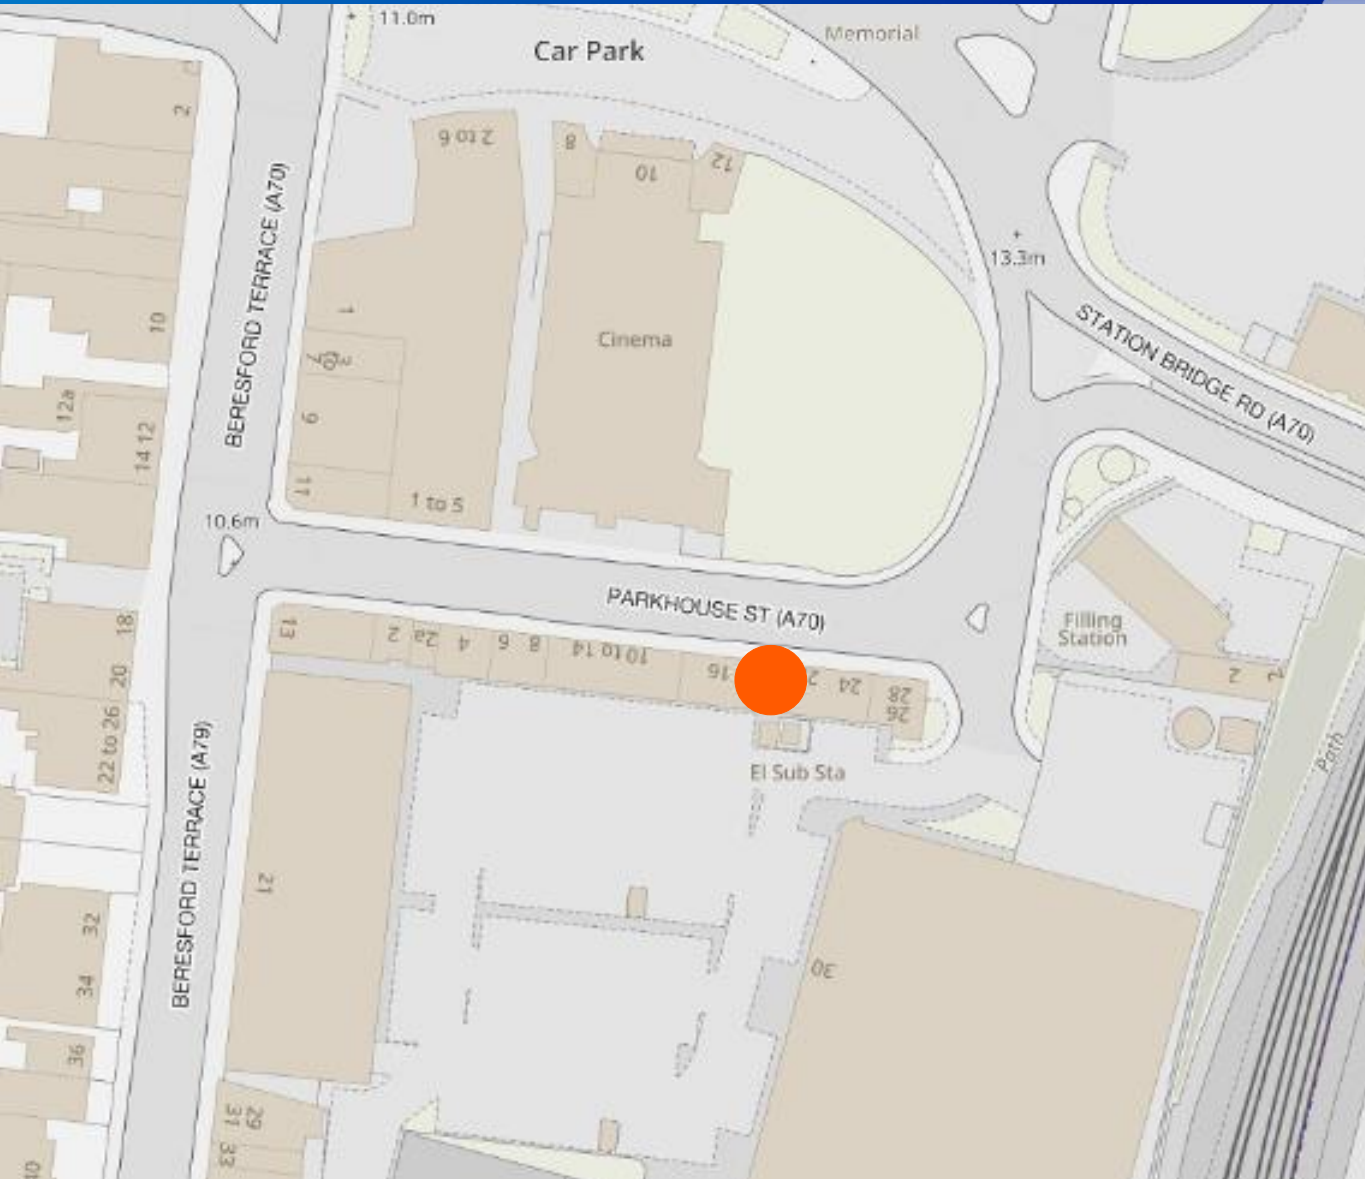 11.0m
Car Park
Memorial
2
2 to 6
8
10
12
BERESFORD TERRACE (A70)
13.3m
STATION BRIDGE RD (A70)
1
10
Cinema
3
7
9
12a
14 12
11
1 to 5
10.6m
PARKHOUSE ST (A70)
Filling
Station
13
2
2a
4
6
8
10 to 14
16
24
28
26
2
18
20
22 to 26
El Sub Sta
Path
BERESFORD TERRACE (A79)
21
32
34
30
36
29
31
33